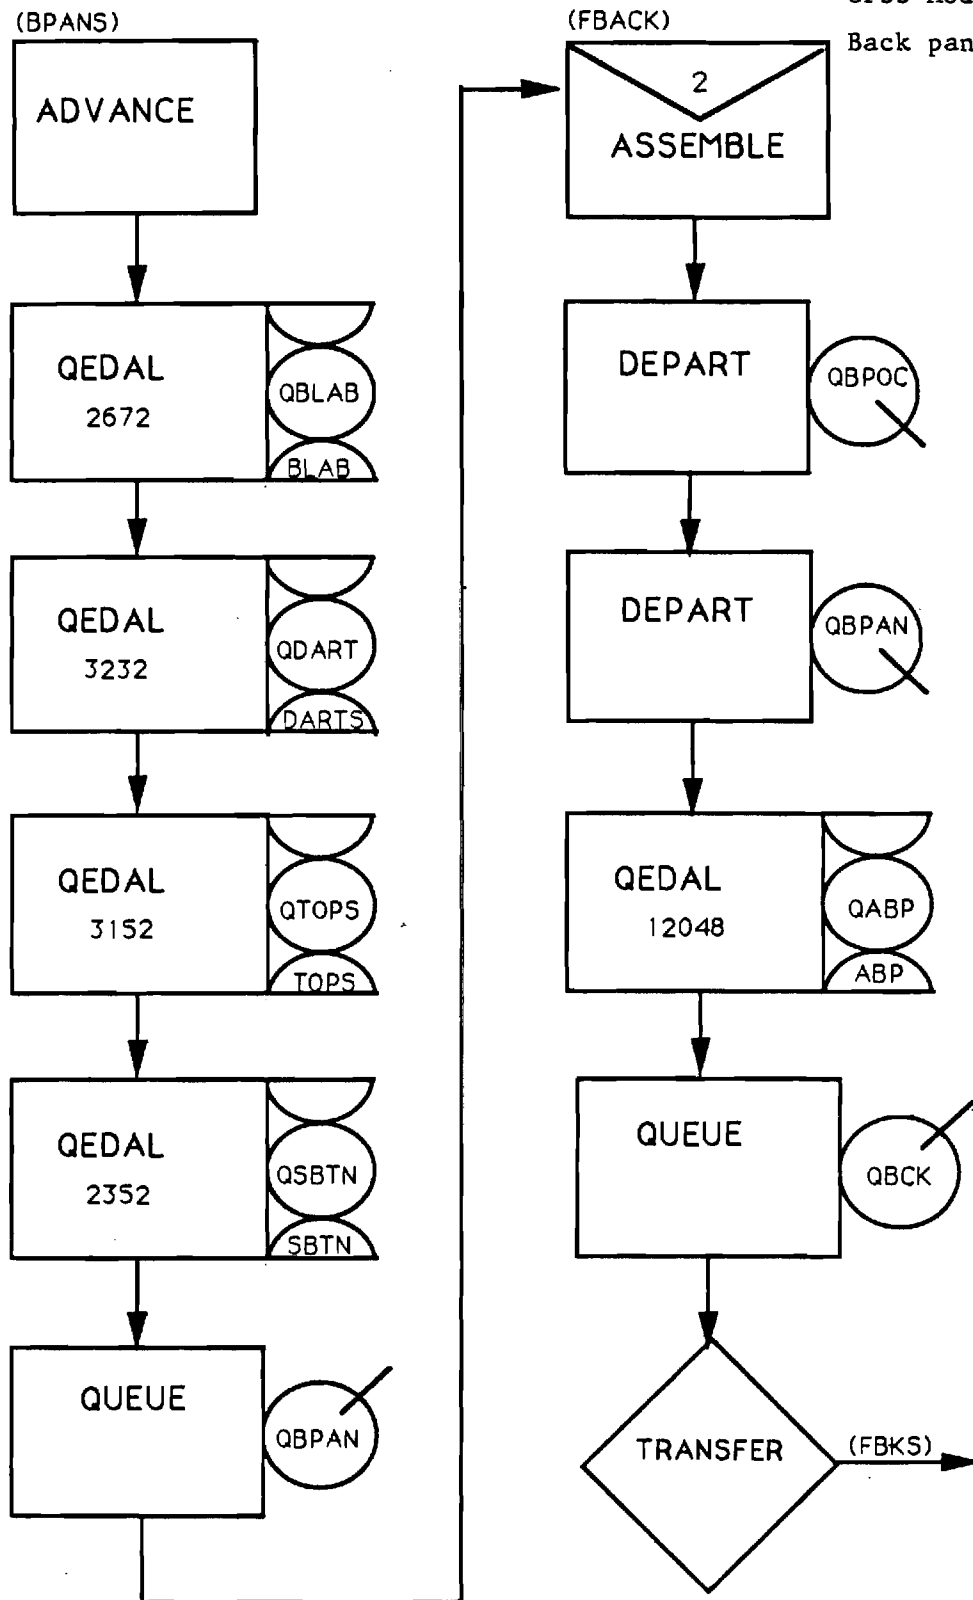 (BPANS)
ADVANCE
QEDAL
2672
QBLAB
BLAB
QEDAL
3232
QDART
DARTS
QEDAL
3152
QTOPS
TOPS
QEDAL
2352
QSBTN
SBTN
QUEUE
QBPAN
(FBACK)
Back pan
2
ASSEMBLE
DEPART
QBPOC
DEPART
QBPAN
QEDAL
12048
QABP
ABP
QUEUE
QBCK
TRANSFER
(FBKS)